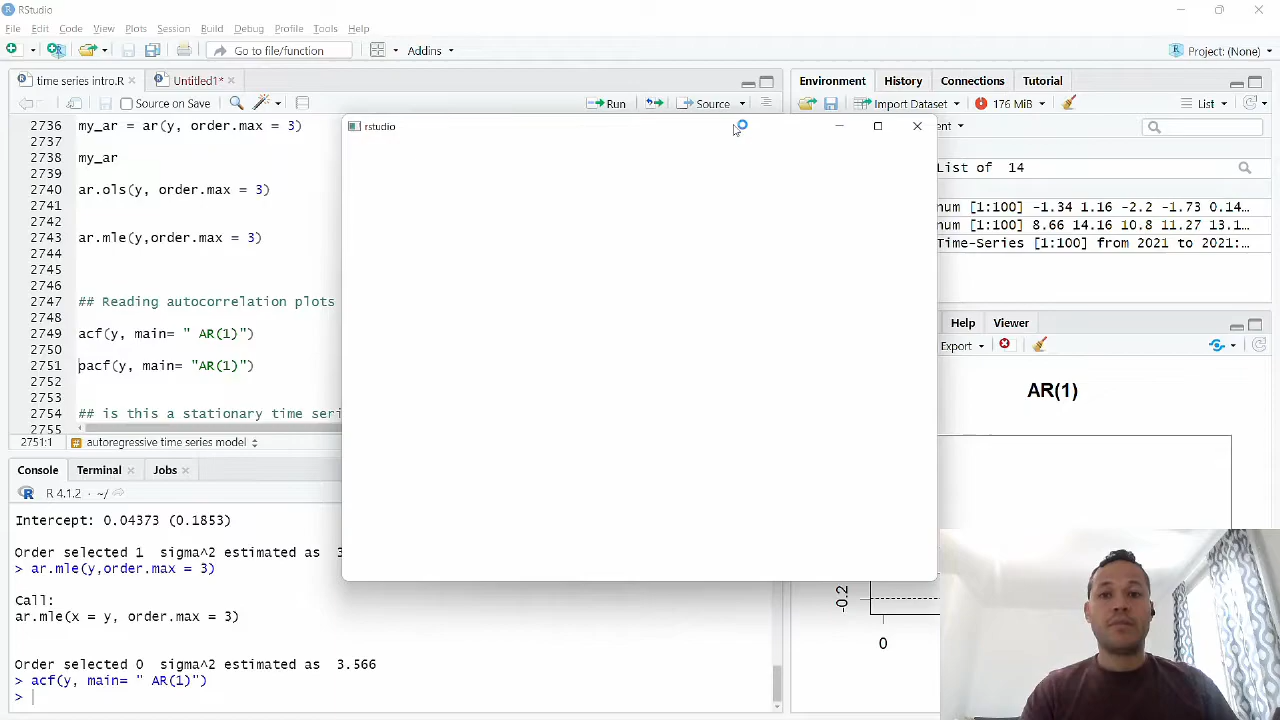 RStudio
File Edit Code View Plots Session Build Debug Profile Tools Help
Go to file/function Addins Project: (None)
time series intro.R Untitled1*
Source on Save Run Source
2736 my_ar = ar(y, order.max = 3)
2737
2738 my_ar
2739
2740 ar.ols(y, order.max = 3)
2741
2742
2743 ar.mle(y,order.max = 3)
2744
2745
2746
2747 ## Reading autocorrelation plots
2748
2749 acf(y, main= " AR(1)")
2750
2751 pacf(y, main= "AR(1)")
2752
2753
2754 ## is this a stationary time seri
2755
2751:1 autoregressive time series model
Console Terminal Jobs
R 4.1.2 · ~/
Intercept: 0.04373 (0.1853)
Order selected 1 sigma^2 estimated as 3
> ar.mle(y,order.max = 3)
Call:
ar.mle(x = y, order.max = 3)
Order selected 0 sigma^2 estimated as 3.566
> acf(y, main= " AR(1)")
>
rstudio
Environment History Connections Tutorial
Import Dataset 176 MiB List
ent
List of 14
num [1:100] -1.34 1.16 -2.2 -1.73 0.14…
num [1:100] 8.66 14.16 10.8 11.27 13.1…
Time-Series [1:100] from 2021 to 2021:…
Help Viewer
Export
AR(1)
-0.2
0